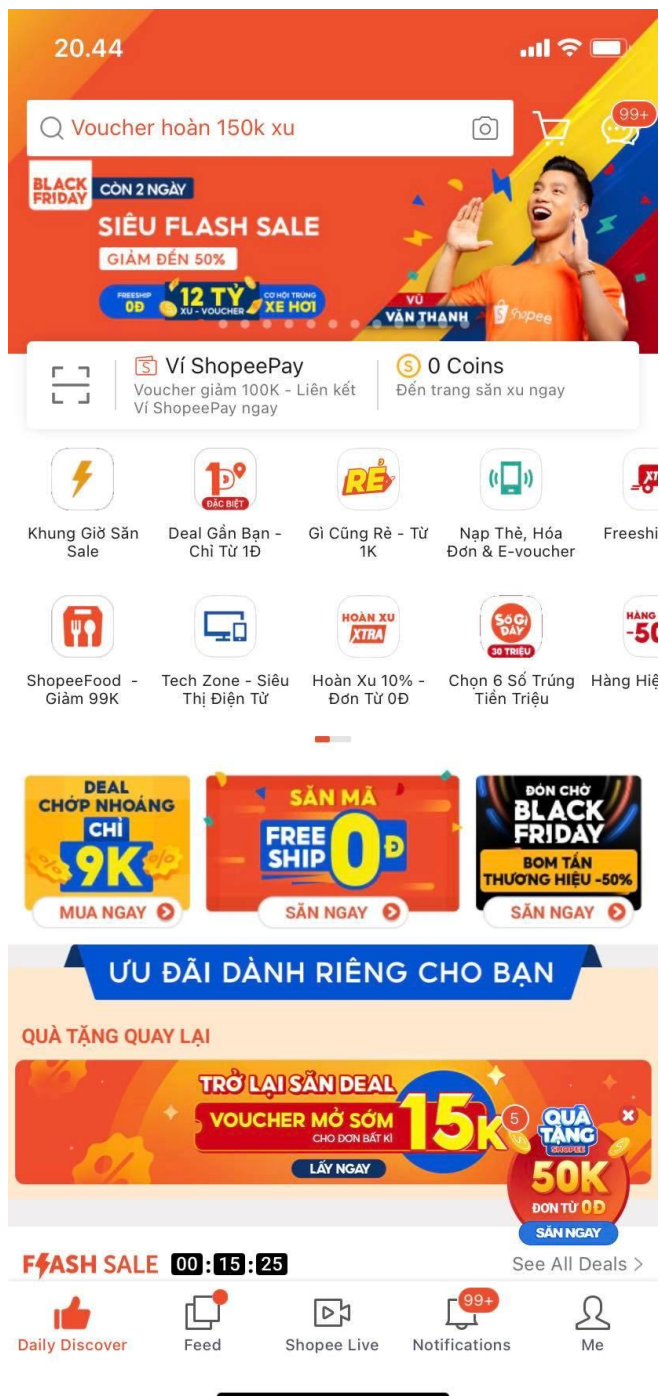 20.44
Voucher hoàn 150k xu
99+
BLACK FRIDAY
CÒN 2 NGÀY
SIÊU FLASH SALE
GIẢM ĐẾN 50%
FREESHIP 0Đ
12 TỶ XU - VOUCHER
CƠ HỘI TRÚNG XE HƠI
VŨ VĂN THANH
Shopee
Ví ShopeePay
Voucher giảm 100K - Liên kết
Ví ShopeePay ngay
0 Coins
Đến trang săn xu ngay
1Đ ĐẶC BIỆT
RẺ
Khung Giờ Săn
Sale
Deal Gần Bạn -
Chỉ Từ 1Đ
Gì Cũng Rẻ - Từ
1K
Nạp Thẻ, Hóa
Đơn & E-voucher
Freeshi
XT
HOÀN XU
XTRA
Số Gì
ĐÂY
30 TRIỆU
HÀNG
-50
ShopeeFood -
Giảm 99K
Tech Zone - Siêu
Thị Điện Tử
Hoàn Xu 10% -
Đơn Từ 0Đ
Chọn 6 Số Trúng
Tiền Triệu
Hàng Hiệ
DEAL
CHỚP NHOÁNG
CHỈ
9K
MUA NGAY
SĂN MÃ
FREE
SHIP
0Đ
SĂN NGAY
ĐÓN CHỜ
BLACK
FRIDAY
BOM TẤN
THƯƠNG HIỆU -50%
SĂN NGAY
ƯU ĐÃI DÀNH RIÊNG CHO BẠN
QUÀ TẶNG QUAY LẠI
TRỞ LẠI SĂN DEAL
VOUCHER MỞ SỚM
CHO ĐƠN BẤT KÌ
15K
LẤY NGAY
5
QUÀ
TẶNG
SHOPEE
50K
ĐƠN TỪ 0Đ
SĂN NGAY
FLASH SALE 00:15:25
See All Deals >
Daily Discover
Feed
Shopee Live
99+
Notifications
Me